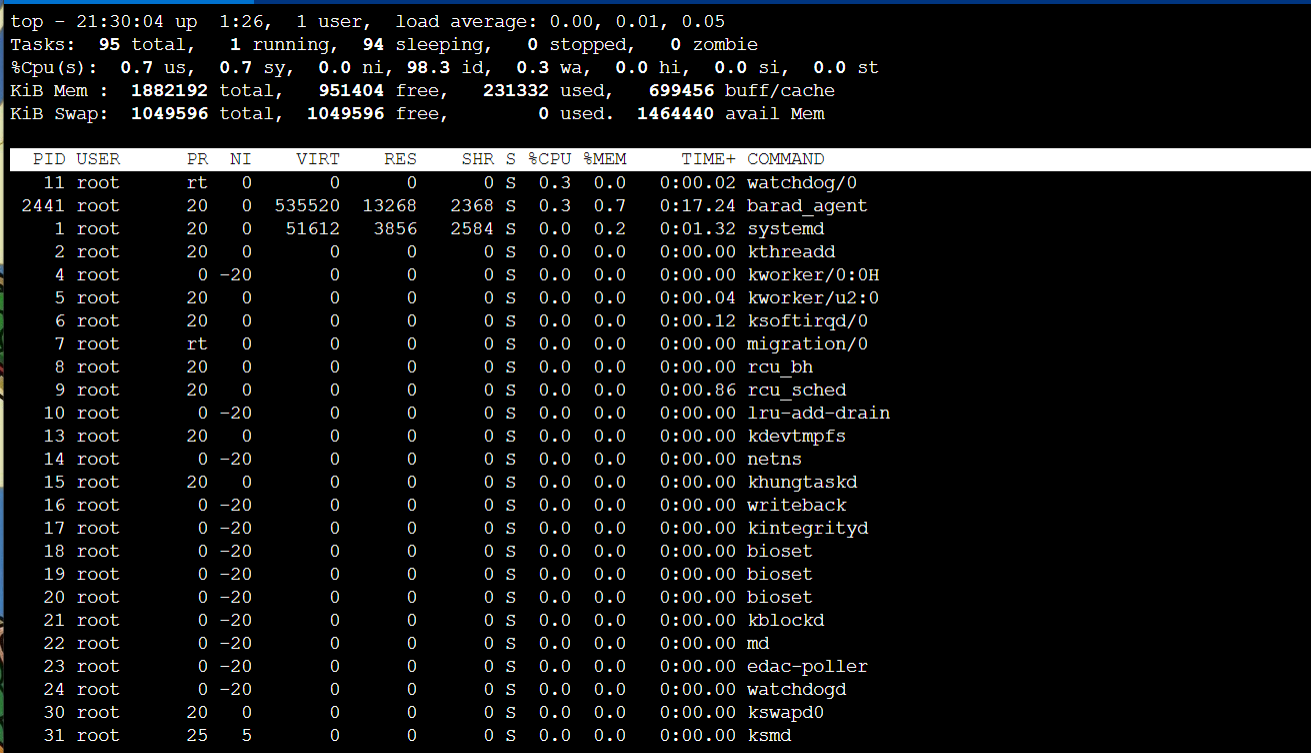 top - 21:30:04 up  1:26,  1 user,  load average: 0.00, 0.01, 0.05
Tasks:  95 total,   1 running,  94 sleeping,   0 stopped,   0 zombie
%Cpu(s):  0.7 us,  0.7 sy,  0.0 ni, 98.3 id,  0.3 wa,  0.0 hi,  0.0 si,  0.0 st
KiB Mem :  1882192 total,   951404 free,   231332 used,   699456 buff/cache
KiB Swap:  1049596 total,  1049596 free,        0 used.  1464440 avail Mem
  PID USER      PR  NI    VIRT    RES    SHR S %CPU %MEM     TIME+ COMMAND
   11 root      rt   0       0      0      0 S  0.3  0.0   0:00.02 watchdog/0
 2441 root      20   0  535520  13268   2368 S  0.3  0.7   0:17.24 barad_agent
    1 root      20   0   51612   3856   2584 S  0.0  0.2   0:01.32 systemd
    2 root      20   0       0      0      0 S  0.0  0.0   0:00.00 kthreadd
    4 root       0 -20       0      0      0 S  0.0  0.0   0:00.00 kworker/0:0H
    5 root      20   0       0      0      0 S  0.0  0.0   0:00.04 kworker/u2:0
    6 root      20   0       0      0      0 S  0.0  0.0   0:00.12 ksoftirqd/0
    7 root      rt   0       0      0      0 S  0.0  0.0   0:00.00 migration/0
    8 root      20   0       0      0      0 S  0.0  0.0   0:00.00 rcu_bh
    9 root      20   0       0      0      0 S  0.0  0.0   0:00.86 rcu_sched
   10 root       0 -20       0      0      0 S  0.0  0.0   0:00.00 lru-add-drain
   13 root      20   0       0      0      0 S  0.0  0.0   0:00.00 kdevtmpfs
   14 root       0 -20       0      0      0 S  0.0  0.0   0:00.00 netns
   15 root      20   0       0      0      0 S  0.0  0.0   0:00.00 khungtaskd
   16 root       0 -20       0      0      0 S  0.0  0.0   0:00.00 writeback
   17 root       0 -20       0      0      0 S  0.0  0.0   0:00.00 kintegrityd
   18 root       0 -20       0      0      0 S  0.0  0.0   0:00.00 bioset
   19 root       0 -20       0      0      0 S  0.0  0.0   0:00.00 bioset
   20 root       0 -20       0      0      0 S  0.0  0.0   0:00.00 bioset
   21 root       0 -20       0      0      0 S  0.0  0.0   0:00.00 kblockd
   22 root       0 -20       0      0      0 S  0.0  0.0   0:00.00 md
   23 root       0 -20       0      0      0 S  0.0  0.0   0:00.00 edac-poller
   24 root       0 -20       0      0      0 S  0.0  0.0   0:00.00 watchdogd
   30 root      20   0       0      0      0 S  0.0  0.0   0:00.00 kswapd0
   31 root      25   5       0      0      0 S  0.0  0.0   0:00.00 ksmd